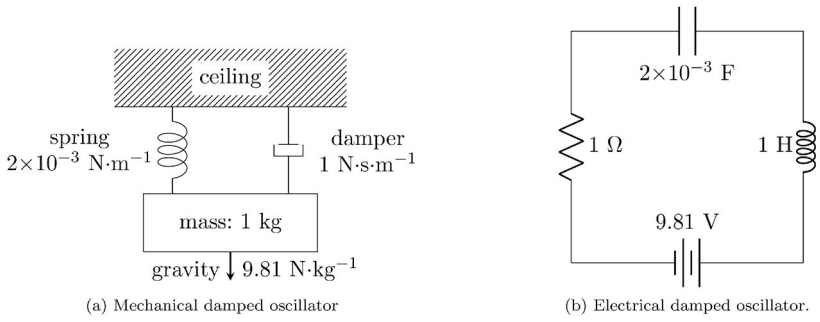 ceiling
spring
2×10⁻³ N·m⁻¹
damper
1 N·s·m⁻¹
mass: 1 kg
gravity 9.81 N·kg⁻¹
(a) Mechanical damped oscillator
2×10⁻³ F
1 Ω
1 H
9.81 V
(b) Electrical damped oscillator.